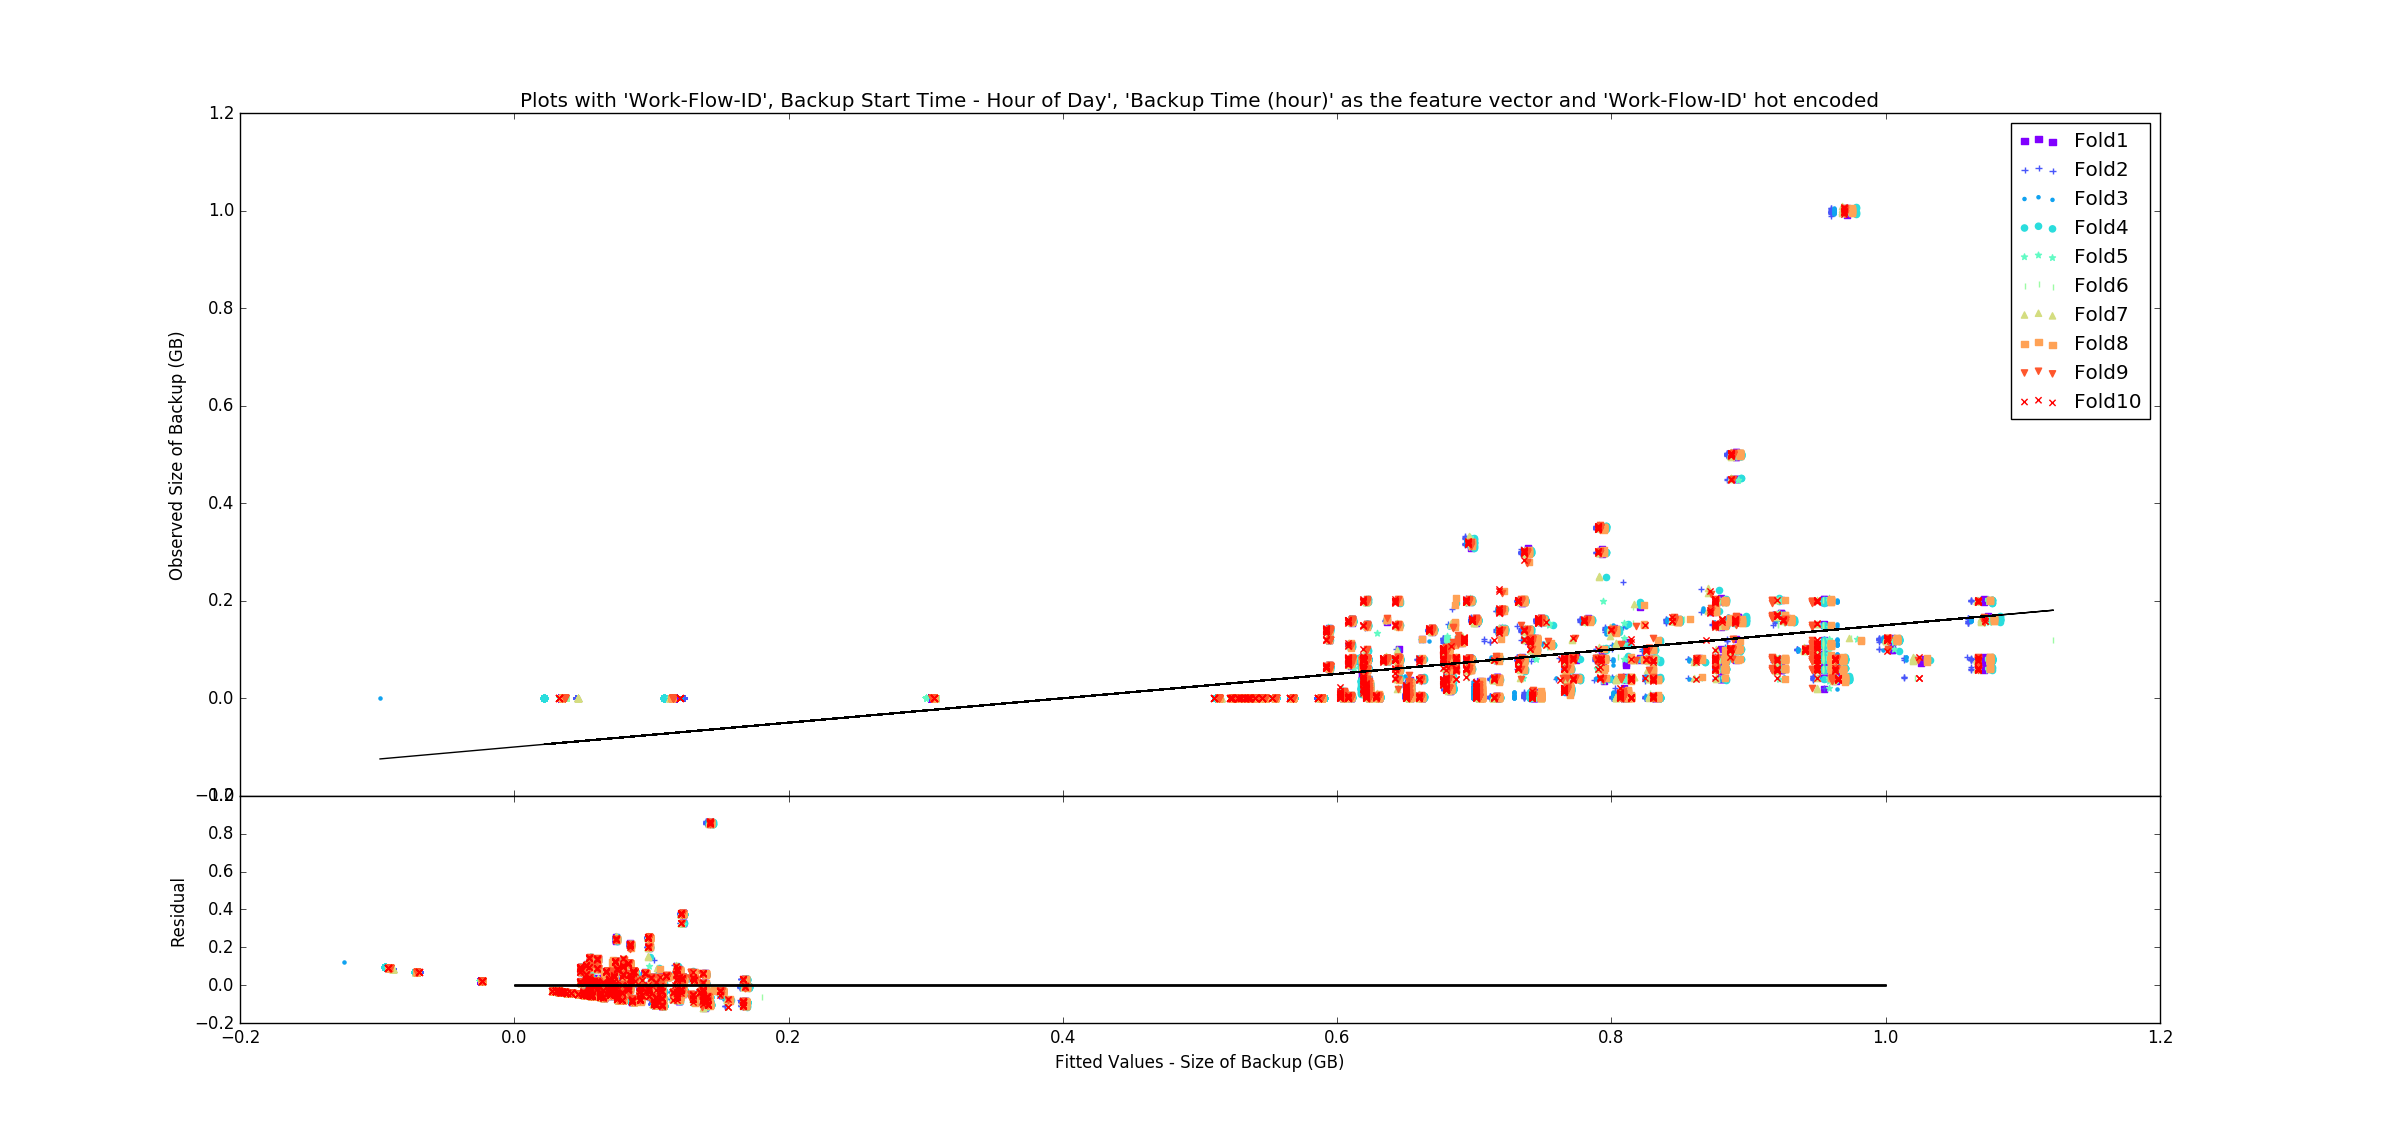 Plots with 'Work-Flow-ID', Backup Start Time - Hour of Day', 'Backup Time (hour)' as the feature vector and 'Work-Flow-ID' hot encoded
1.2
1.0
0.8
0.6
0.4
0.2
0.0
Observed Size of Backup (GB)
Fold1
Fold2
Fold3
Fold4
Fold5
Fold6
Fold7
Fold8
Fold9
Fold10
0.8
0.6
0.4
0.2
0.0
−0.2
Residual
−0.2 0.0 0.2 0.4 0.6 0.8 1.0 1.2
Fitted Values - Size of Backup (GB)